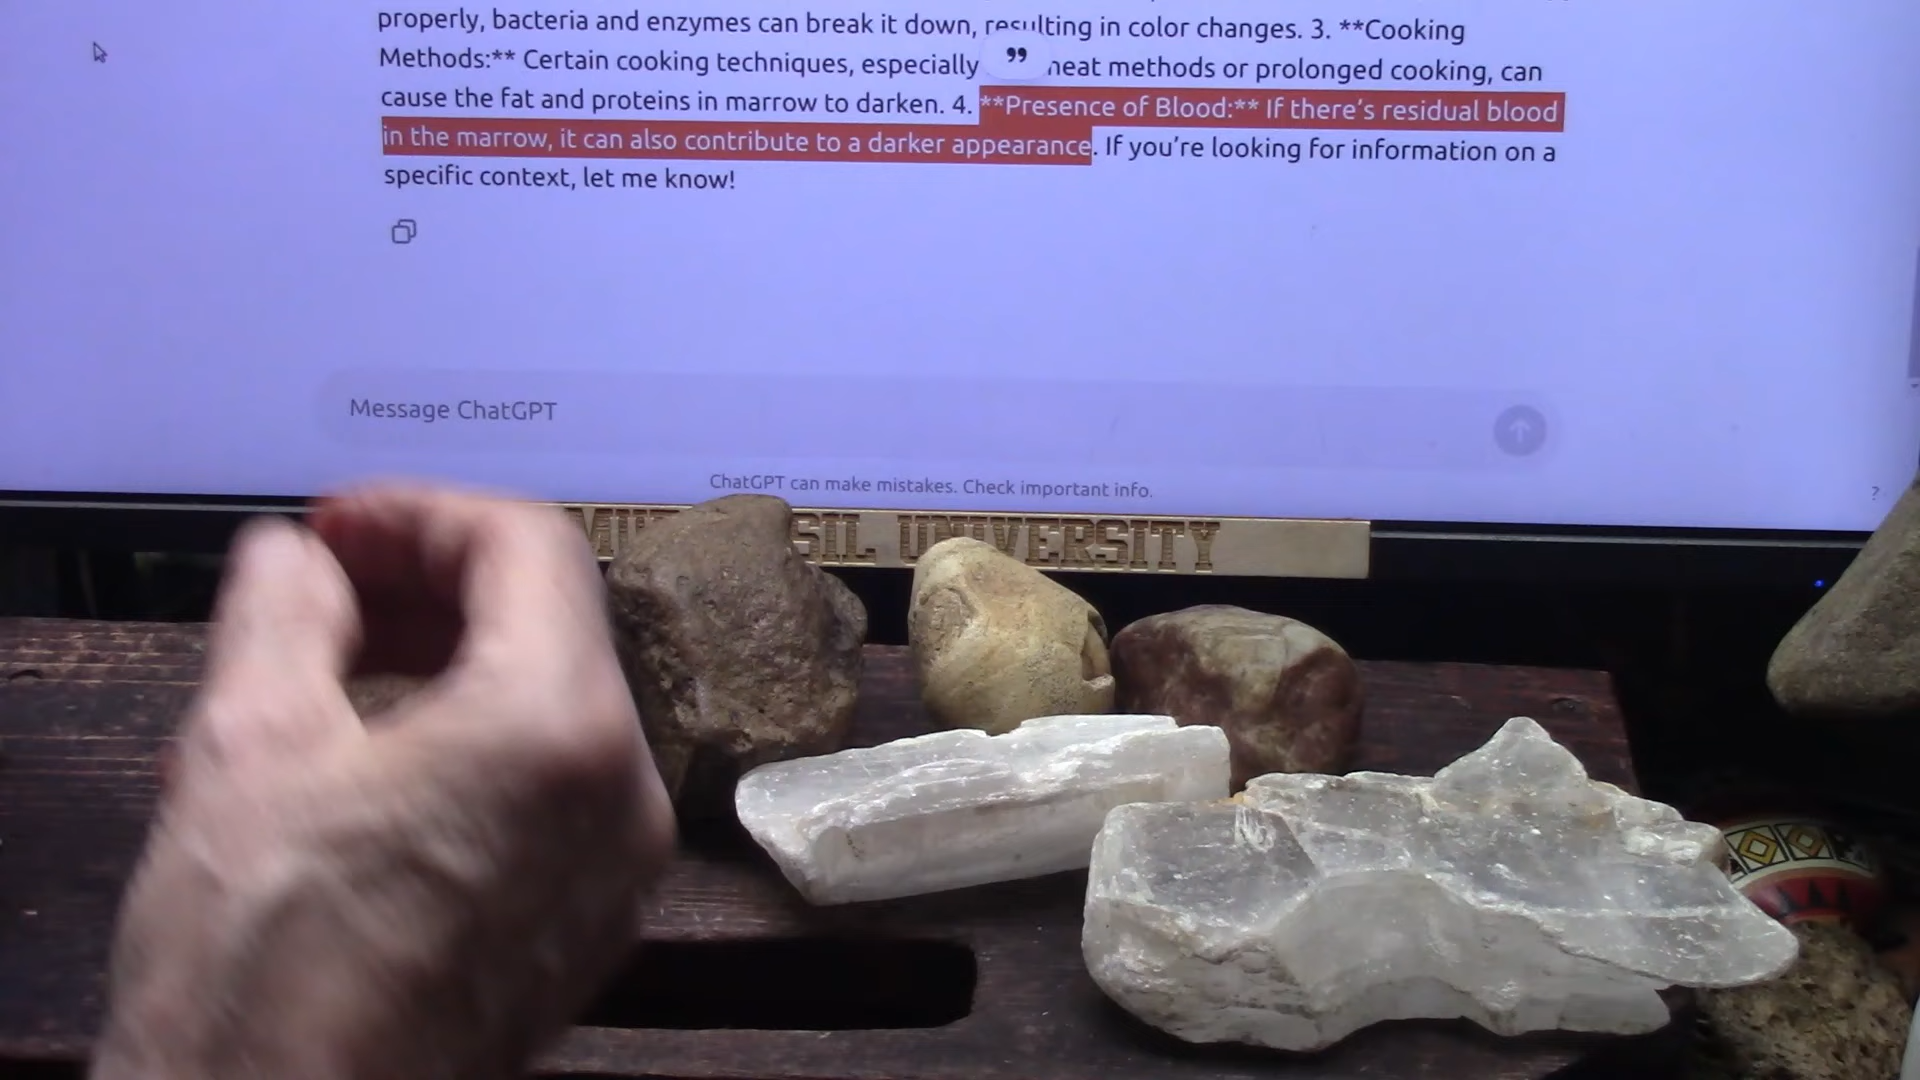 properly, bacteria and enzymes can break it down, resulting in color changes. 3. **Cooking
Methods:** Certain cooking techniques, especially heat methods or prolonged cooking, can
cause the fat and proteins in marrow to darken. 4. **Presence of Blood:** If there’s residual blood
in the marrow, it can also contribute to a darker appearance. If you’re looking for information on a
specific context, let me know!
Message ChatGPT
ChatGPT can make mistakes. Check important info.
?
UNIVERSITY